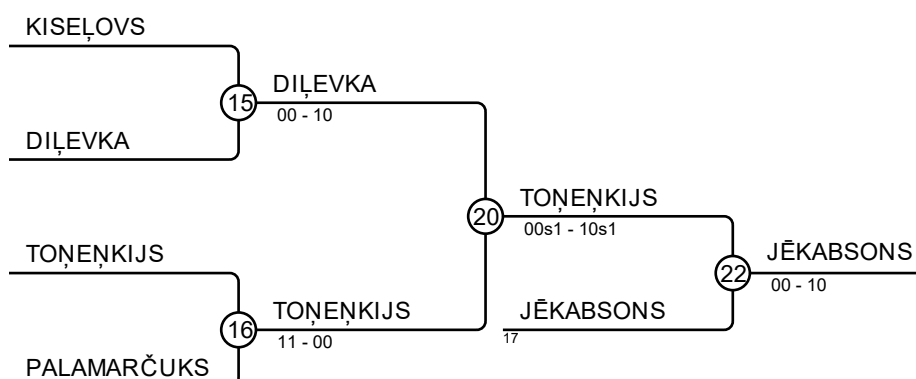 KISEĻOVS
15
DIĻEVKA
00 - 10
DIĻEVKA
20
TOŅEŅKIJS
00s1 - 10s1
TOŅEŅKIJS
22
JĒKABSONS
00 - 10
16
TOŅEŅKIJS
11 - 00
JĒKABSONS
17
PALAMARČUKS